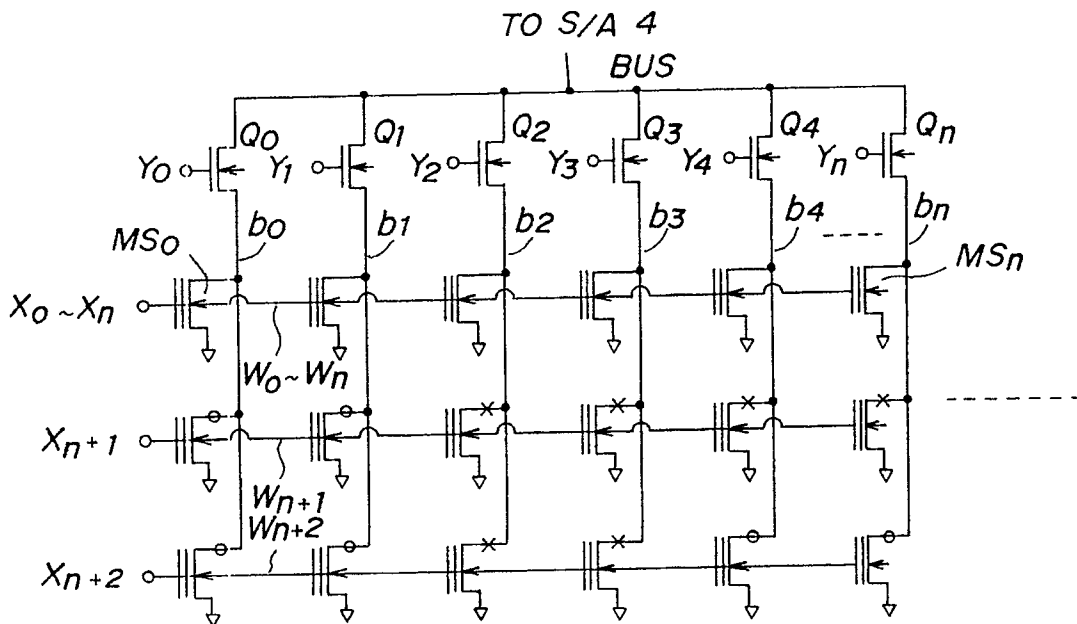 TO S/A 4
BUS
Q0 Q1 Q2 Q3 Q4 Qn
Y0 Y1 Y2 Y3 Y4 Yn
b0 b1 b2 b3 b4 bn
MS0 MSn
X0 ~ Xn
W0 ~ Wn
Xn+1
Wn+1
Wn+2
Xn+2